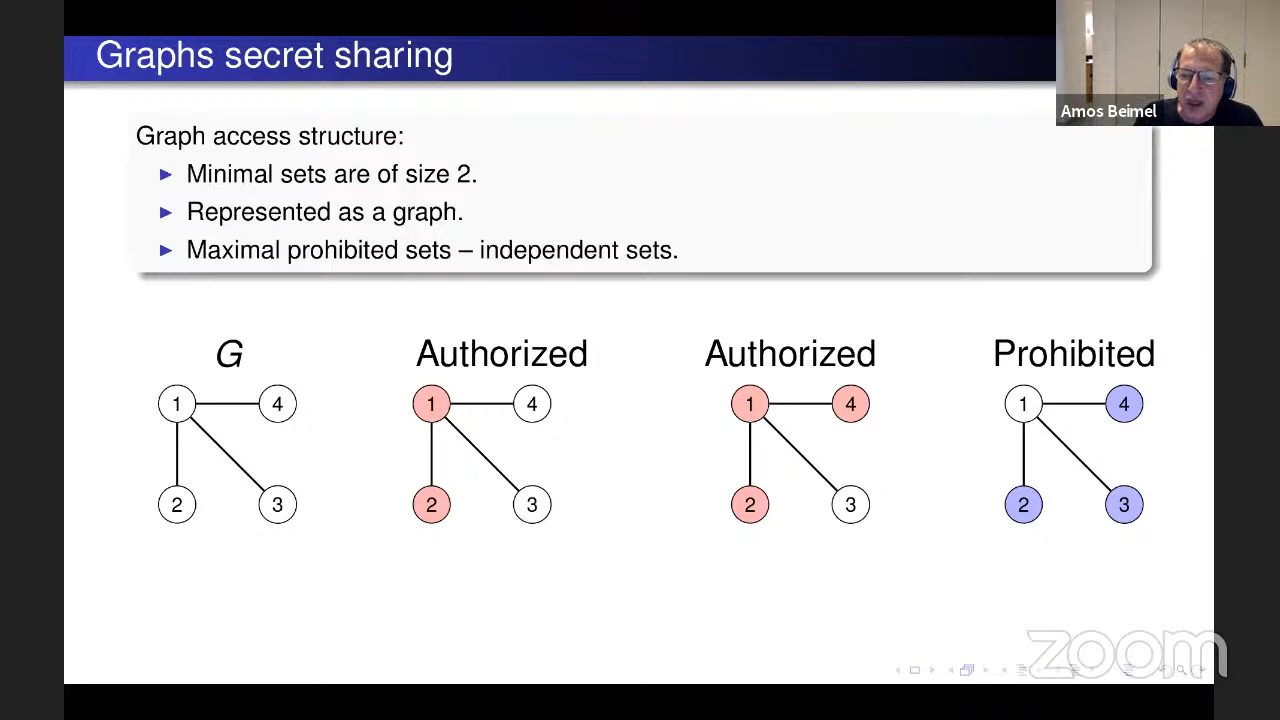 Graphs secret sharing
Amos Beimel
Graph access structure:
Minimal sets are of size 2.
Represented as a graph.
Maximal prohibited sets – independent sets.
G Authorized Authorized Prohibited
1 4 1 4 1 4 1 4
2 3 2 3 2 3 2 3
zoom